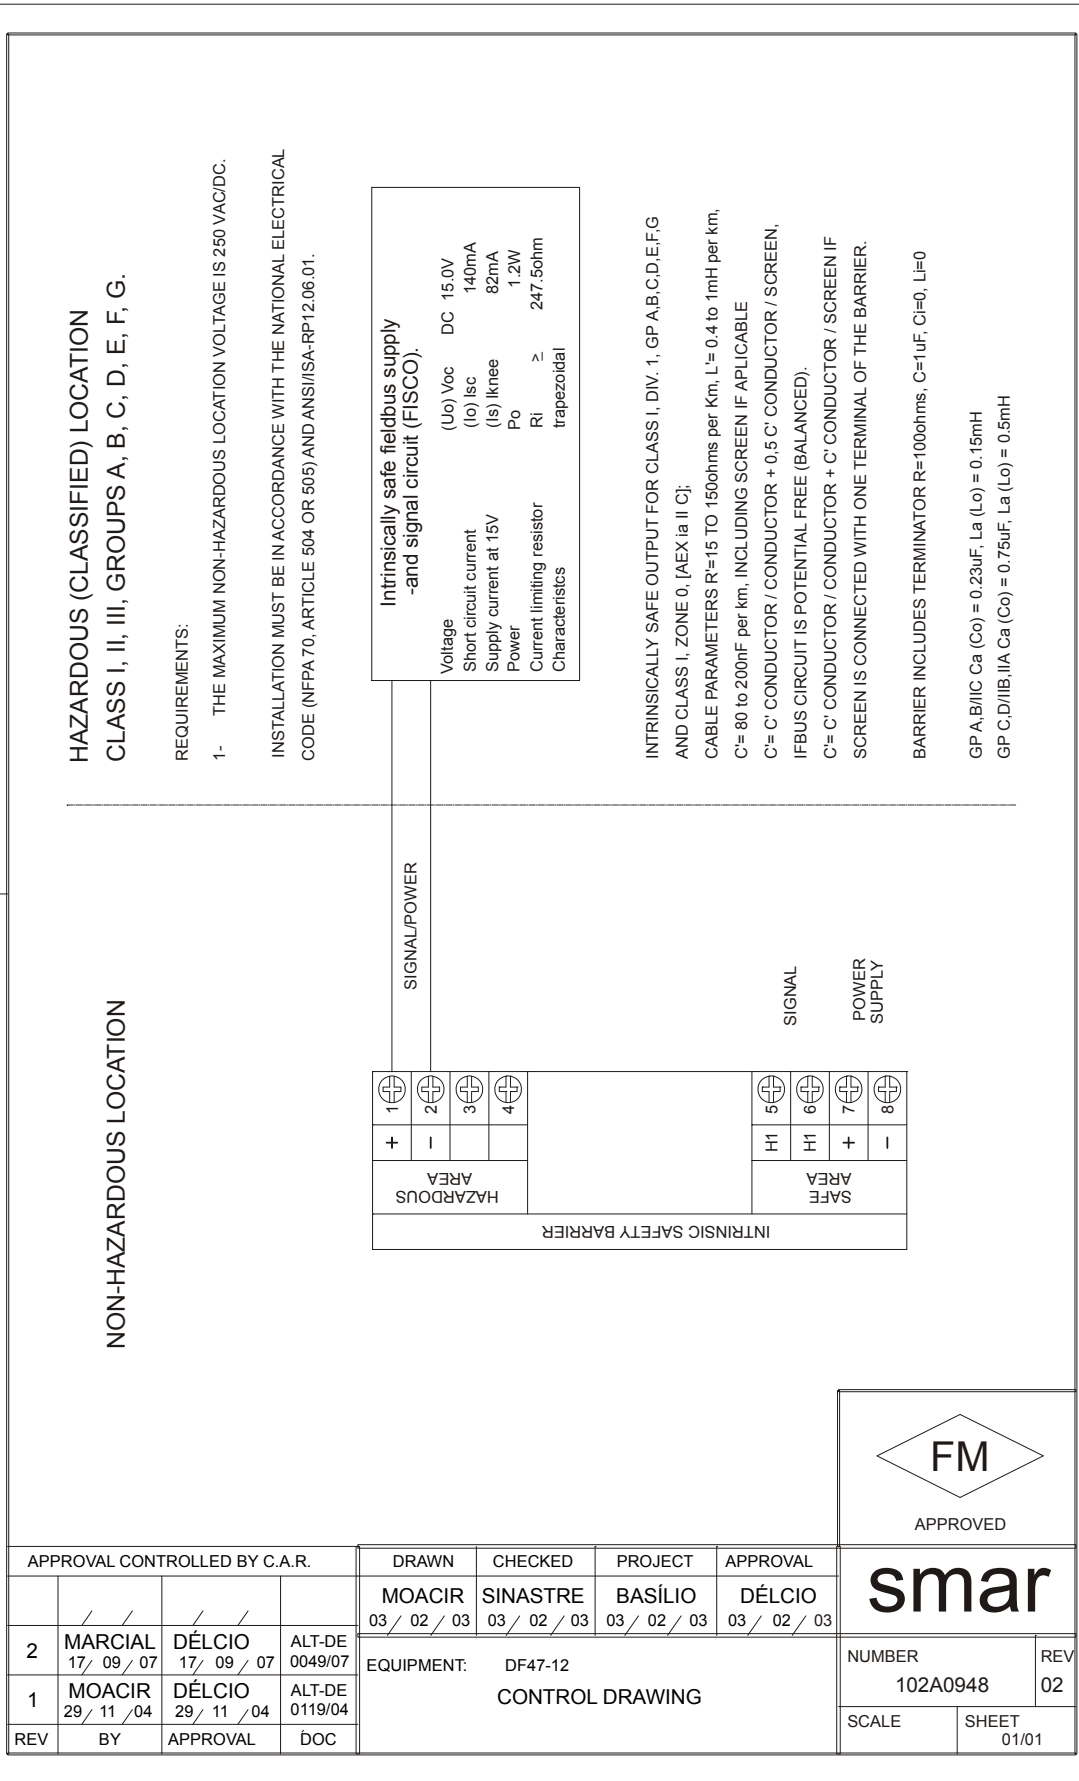 HAZARDOUS (CLASSIFIED) LOCATION
CLASS I, II, III, GROUPS A, B, C, D, E, F, G.
REQUIREMENTS:
1- THE MAXIMUM NON-HAZARDOUS LOCATION VOLTAGE IS 250 VAC/DC.
INSTALLATION MUST BE IN ACCORDANCE WITH THE NATIONAL ELECTRICAL
CODE (NFPA 70, ARTICLE 504 OR 505) AND ANSI/ISA-RP12.06.01.
Intrinsically safe fieldbus supply
-and signal circuit (FISCO).
Voltage (Uo) Voc DC 15.0V
Short circuit current (Io) Isc 140mA
Supply current at 15V (Is) Iknee 82mA
Power Po 1.2W
Current limiting resistor Ri ≥ 247.5ohm
Characteristcs trapezoidal
INTRINSICALLY SAFE OUTPUT FOR CLASS I, DIV. 1, GP A,B,C,D,E,F,G
AND CLASS I, ZONE 0, [AEX ia II C];
CABLE PARAMETERS R'=15 TO 150ohms per Km, L'= 0.4 to 1mH per km,
C'= 80 to 200nF per km, INCLUDING SCREEN IF APLICABLE
C'= C' CONDUCTOR / CONDUCTOR + 0,5 C' CONDUCTOR / SCREEN,
IFBUS CIRCUIT IS POTENTIAL FREE (BALANCED).
C'= C' CONDUCTOR / CONDUCTOR + C' CONDUCTOR / SCREEN IF
SCREEN IS CONNECTED WITH ONE TERMINAL OF THE BARRIER.
BARRIER INCLUDES TERMINATOR R=100ohms, C=1uF, Ci=0, Li=0
GP A,B/IIC Ca (Co) = 0.23uF, La (Lo) = 0.15mH
GP C,D/IIB,IIA Ca (Co) = 0.75uF, La (Lo) = 0.5mH
NON-HAZARDOUS LOCATION
SIGNAL/POWER
SIGNAL
POWER
SUPPLY
+ 1
− 2
3
4
HAZARDOUS
AREA
H1 5
H1 6
+ 7
− 8
SAFE
AREA
INTRINSIC SAFETY BARRIER
FM
APPROVED
APPROVAL CONTROLLED BY C.A.R.
/ / / /
2 MARCIAL 17/ 09 / 07 DÉLCIO 17/ 09 / 07 ALT-DE 0049/07
1 MOACIR 29/ 11 /04 DÉLCIO 29/ 11 /04 ALT-DE 0119/04
REV BY APPROVAL DOC
DRAWN CHECKED PROJECT APPROVAL
MOACIR SINASTRE BASÍLIO DÉLCIO
03 / 02 / 03 03 / 02 / 03 03 / 02 / 03 03 / 02 / 03
EQUIPMENT: DF47-12
CONTROL DRAWING
smar
NUMBER 102A0948
REV 02
SCALE
SHEET 01/01